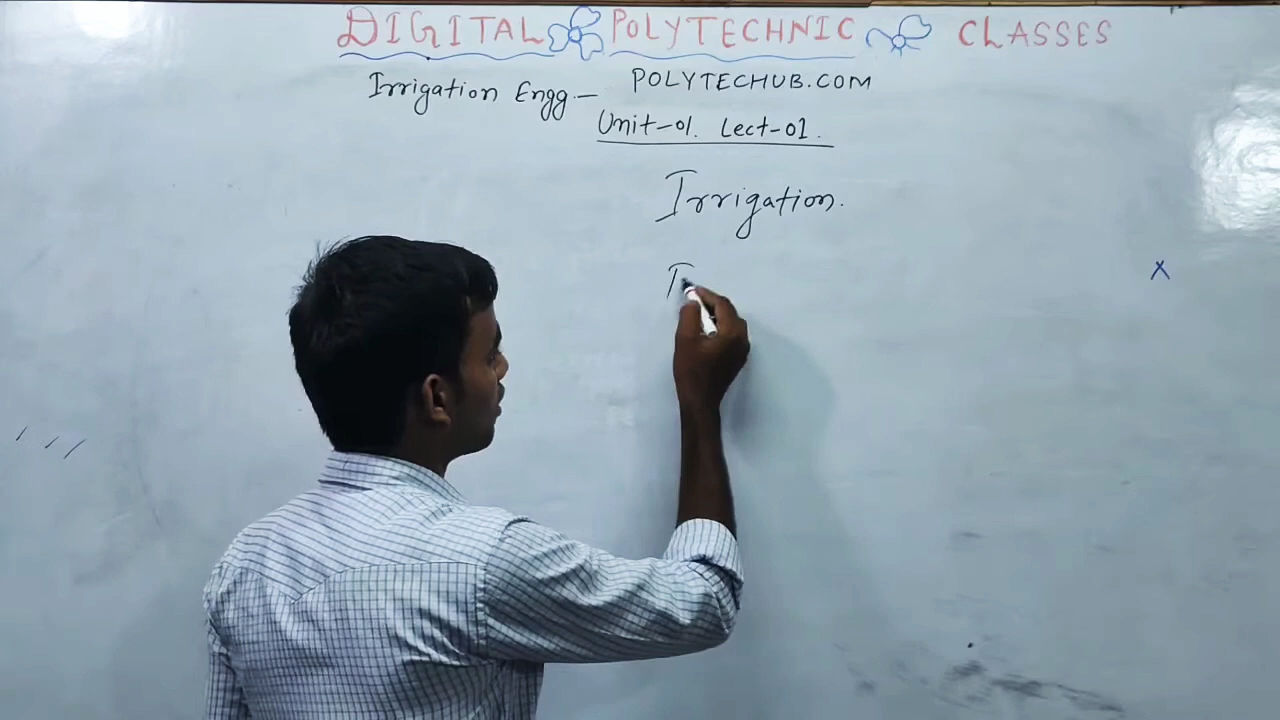 DIGITAL POLYTECHNIC CLASSES
Irrigation Engg.— POLYTECHUB.COM
Unit-01. Lect-01.
Irrigation.